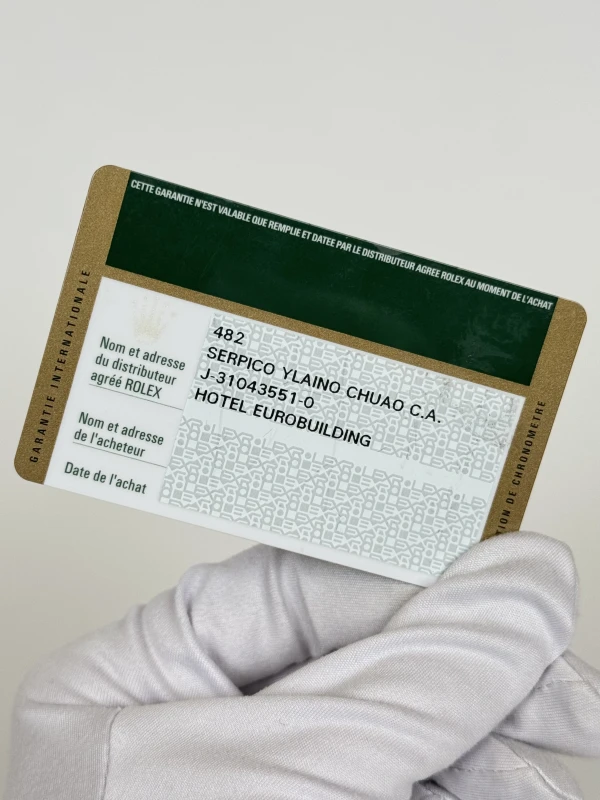 CETTE GARANTIE N'EST VALABLE QUE REMPLIE ET DATEE PAR LE DISTRIBUTEUR AGREE ROLEX AU MOMENT DE L'ACHAT
GARANTIE INTERNATIONALE
Nom et adresse
du distributeur
agréé ROLEX
482
SERPICO YLAINO CHUAO C.A.
J-31043551-0
HOTEL EUROBUILDING
Nom et adresse
de l'acheteur
Date de l'achat
DE CHRONOMETRE